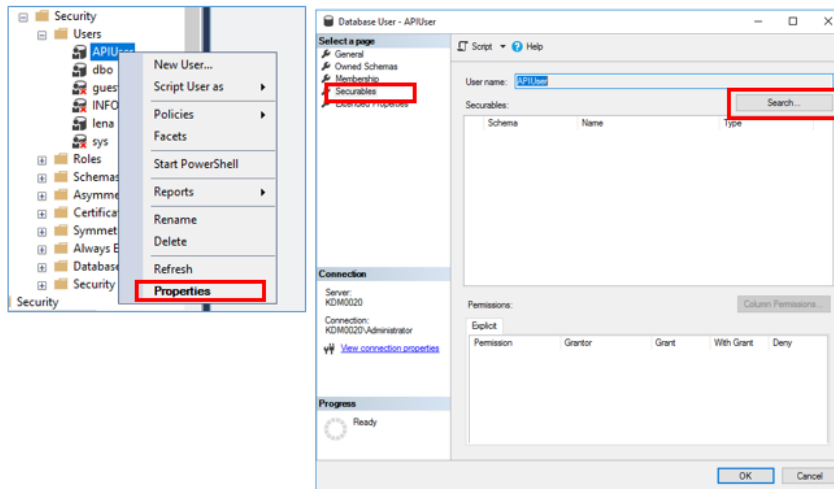 Security
Users
APIUser
dbo
gues
INFO
lena
sys
Roles
Schemas
Asymme
Certifica
Symmet
Always E
Database
Security
Security
New User...
Script User as
Policies
Facets
Start PowerShell
Reports
Rename
Delete
Refresh
Properties
Database User - APIUser
Select a page
General
Owned Schemas
Membership
Securables
Extended Properties
Script
Help
User name: APIUser
Securables:
Search...
Schema Name Type
Connection
Server:
KDM0020
Connection:
KDM0020\Administrator
View connection properties
Progress
Ready
Permissions:
Column Permissions...
Explicit
Permission Grantor Grant With Grant Deny
OK Cancel